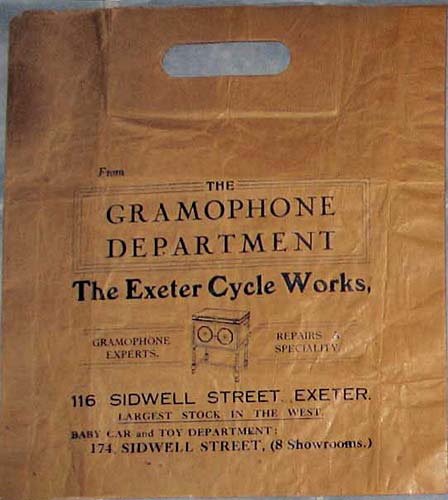 From
THE
GRAMOPHONE
DEPARTMENT
The Exeter Cycle Works,
GRAMOPHONE
EXPERTS.
REPAIRS A
SPECIALITY.
116 SIDWELL STREET, EXETER.
LARGEST STOCK IN THE WEST.
BABY CAR and TOY DEPARTMENT:
174, SIDWELL STREET, (8 Showrooms.)